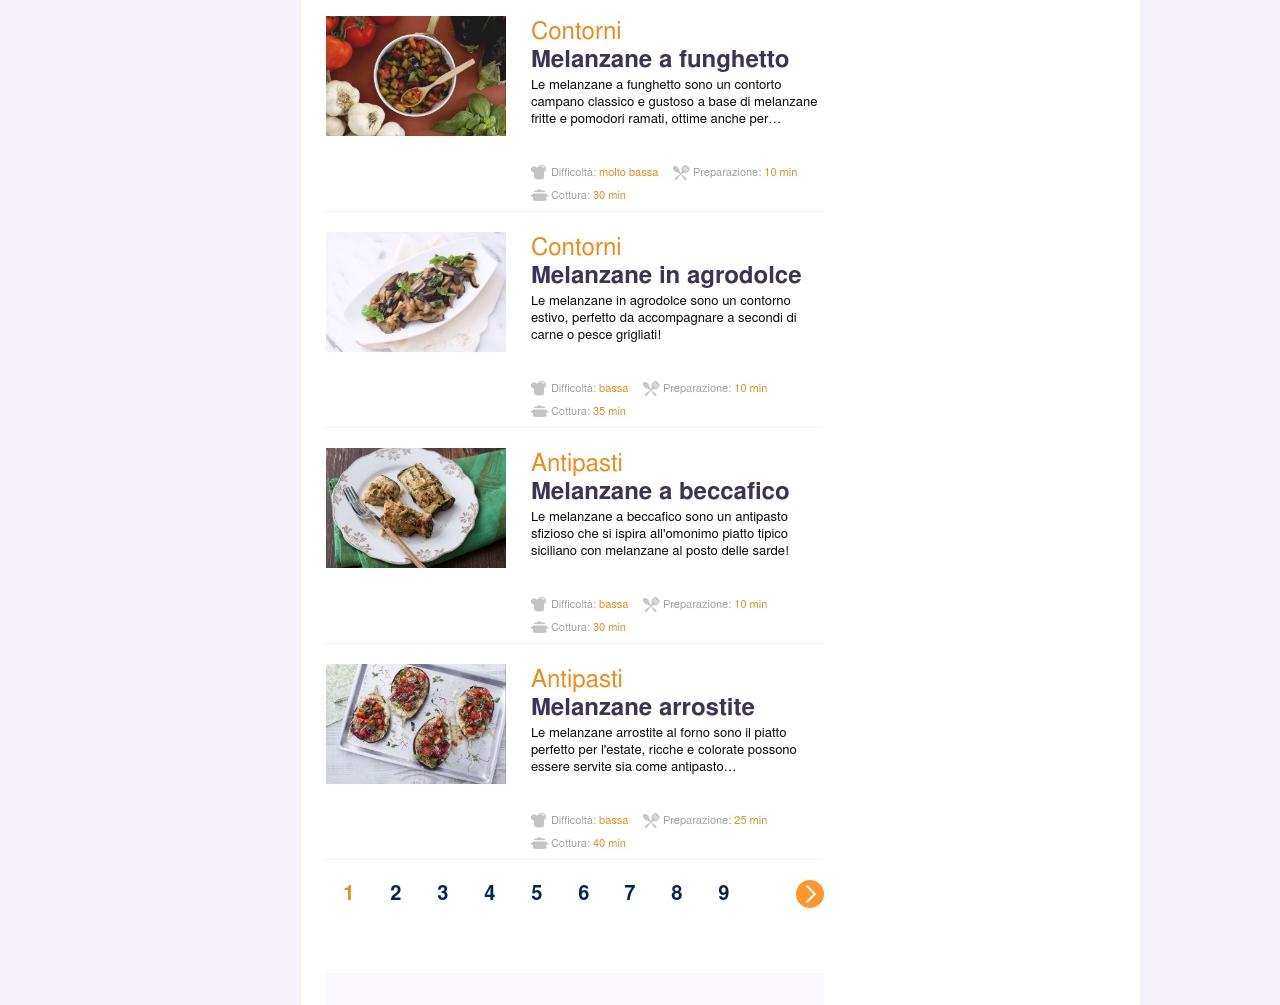 Contorni
Melanzane a funghetto
Le melanzane a funghetto sono un contorto
campano classico e gustoso a base di melanzane
fritte e pomodori ramati, ottime anche per…
Difficoltà: molto bassa Preparazione: 10 min
Cottura: 30 min
Contorni
Melanzane in agrodolce
Le melanzane in agrodolce sono un contorno
estivo, perfetto da accompagnare a secondi di
carne o pesce grigliati!
Difficoltà: bassa Preparazione: 10 min
Cottura: 35 min
Antipasti
Melanzane a beccafico
Le melanzane a beccafico sono un antipasto
sfizioso che si ispira all'omonimo piatto tipico
siciliano con melanzane al posto delle sarde!
Difficoltà: bassa Preparazione: 10 min
Cottura: 30 min
Antipasti
Melanzane arrostite
Le melanzane arrostite al forno sono il piatto
perfetto per l'estate, ricche e colorate possono
essere servite sia come antipasto…
Difficoltà: bassa Preparazione: 25 min
Cottura: 40 min
1 2 3 4 5 6 7 8 9